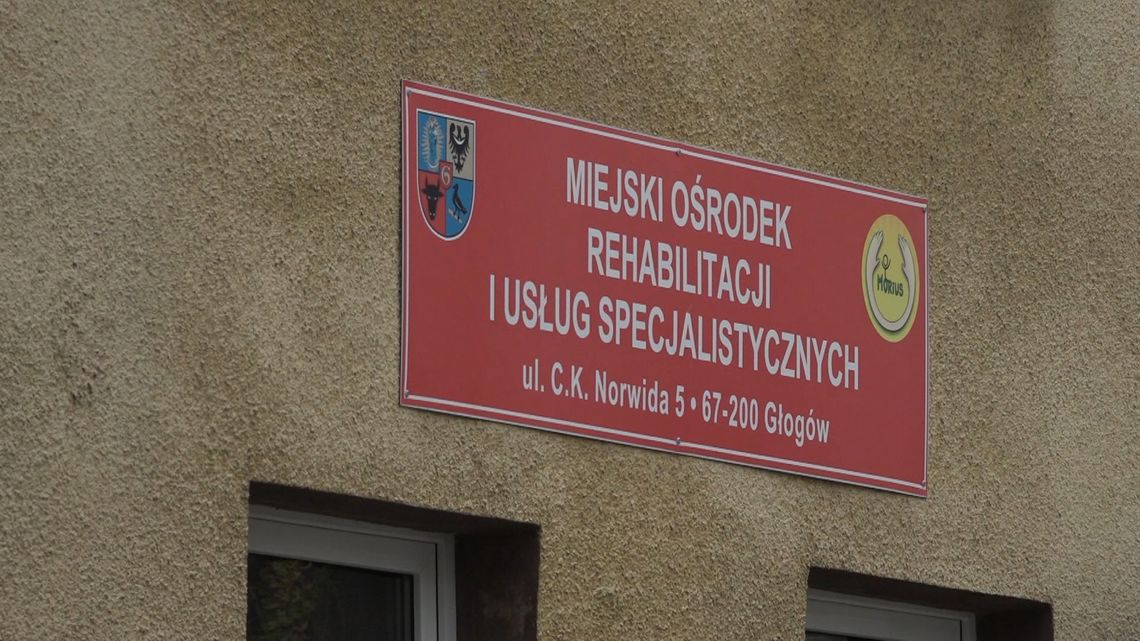 MIEJSKI OŚRODEK
REHABILITACJI
I USŁUG SPECJALISTYCZNYCH
ul. C.K. Norwida 5 • 67-200 Głogów
MORiUS